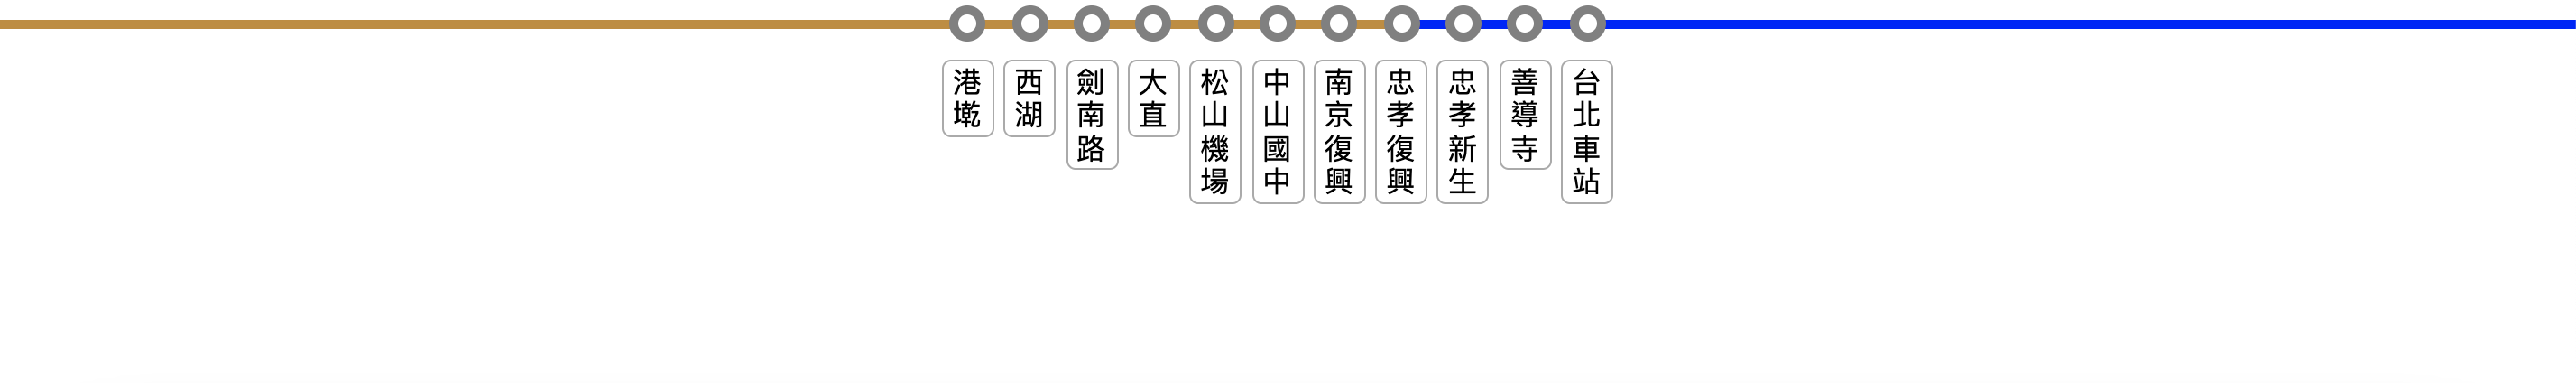 港墘
西湖
劍南路
大直
松山機場
中山國中
南京復興
忠孝復興
忠孝新生
善導寺
台北車站